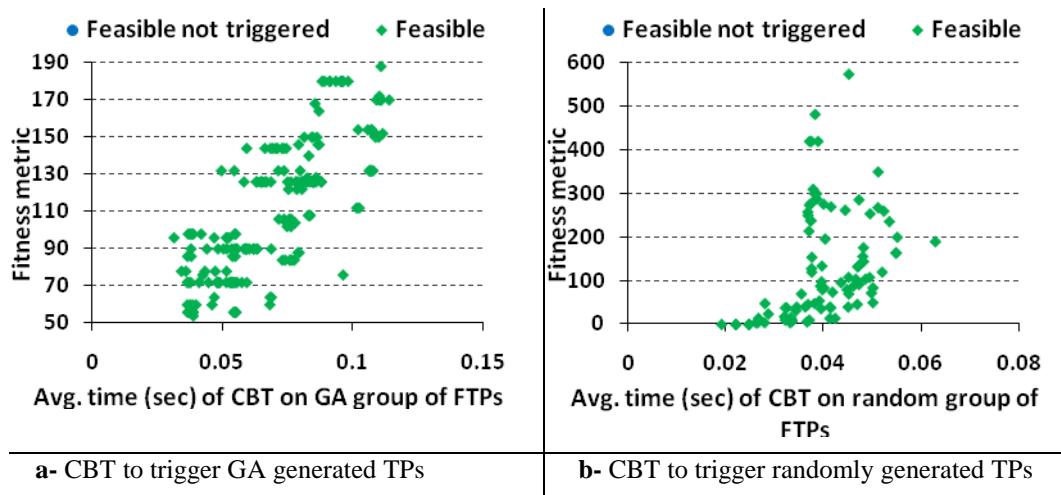 Feasible not triggered Feasible
190
170
150
130
110
90
70
50
Fitness metric
0 0.05 0.1 0.15
Avg. time (sec) of CBT on GA group of FTPs
a- CBT to trigger GA generated TPs
Feasible not triggered Feasible
600
500
400
300
200
100
0
Fitness metric
0 0.02 0.04 0.06 0.08
Avg. time (sec) of CBT on random group of
FTPs
b- CBT to trigger randomly generated TPs